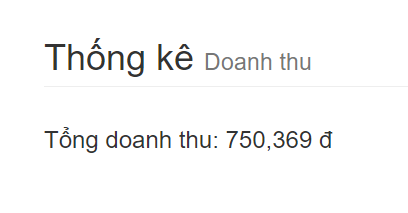 Thống kê Doanh thu
Tổng doanh thu: 750,369 đ